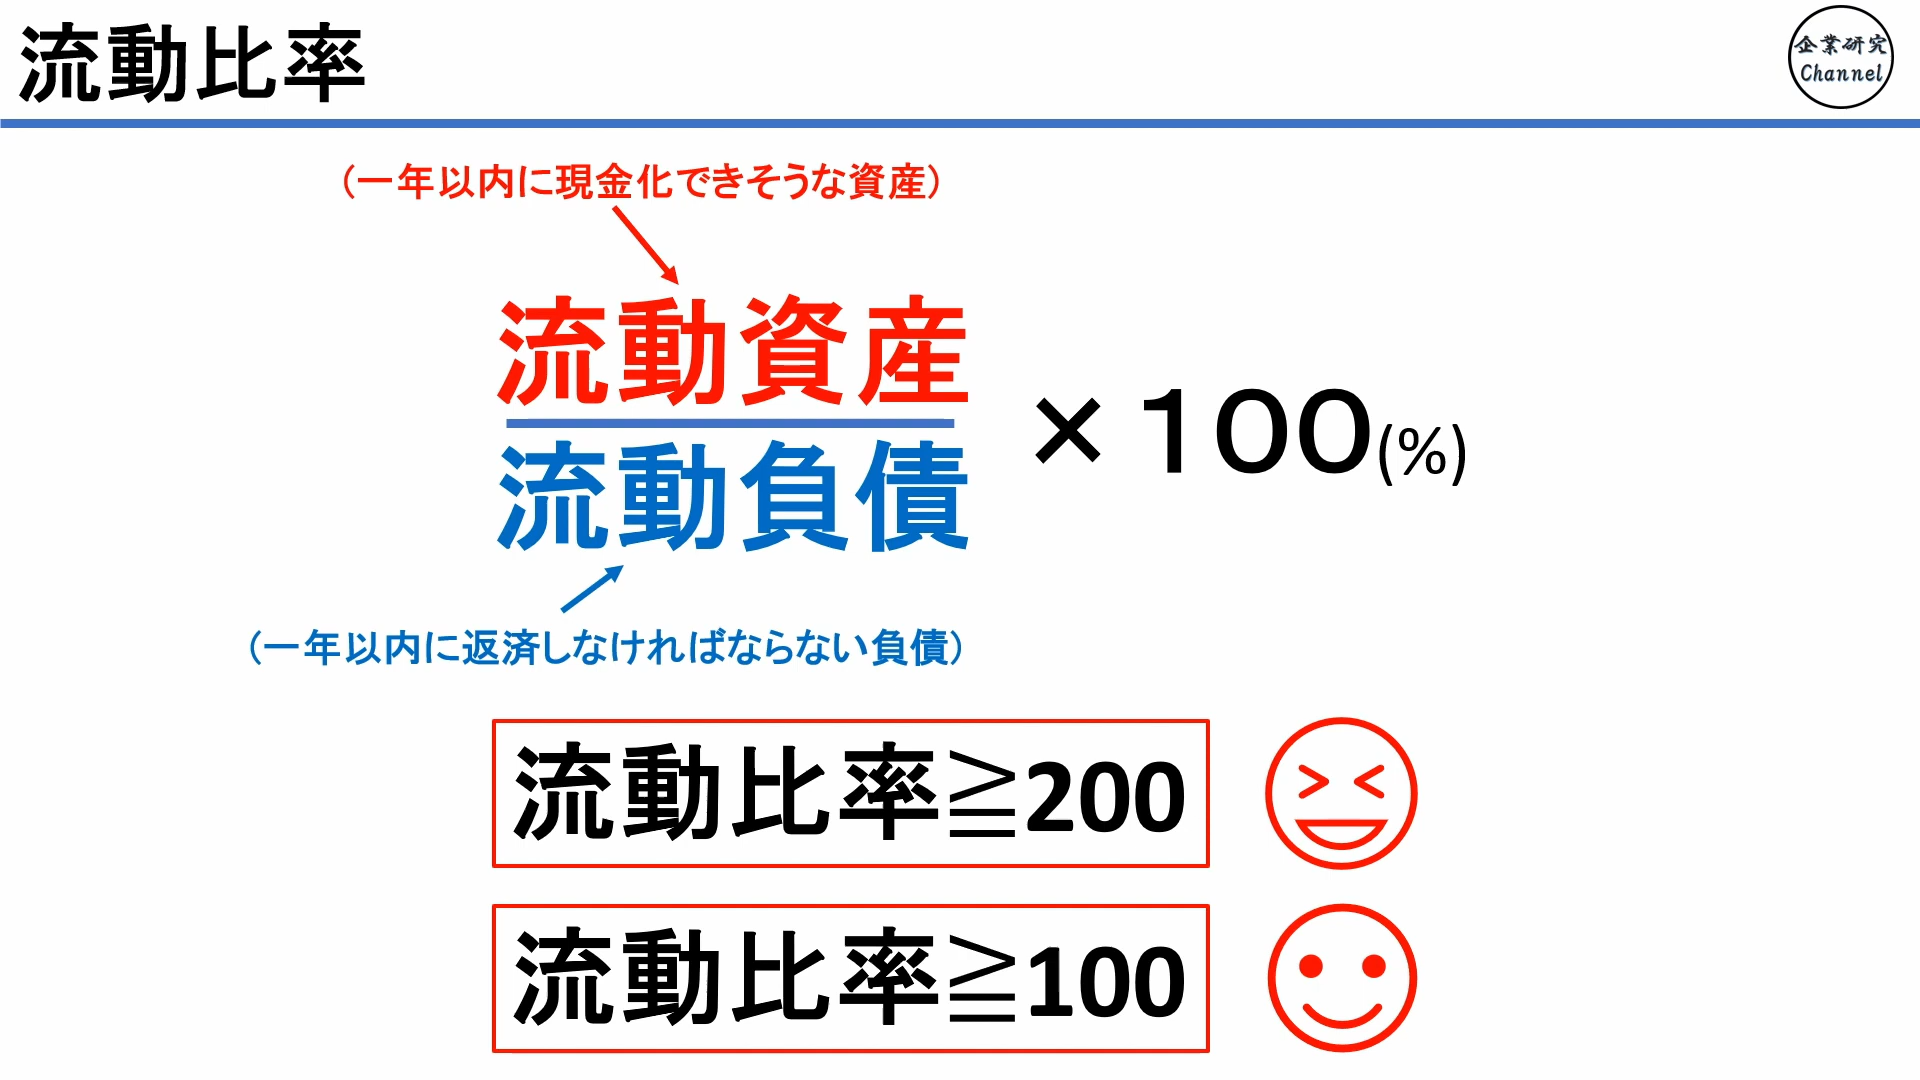 流動比率
企業研究
Channel
（一年以内に現金化できそうな資産）
流動資産
流動負債
×100(%)
（一年以内に返済しなければならない負債）
流動比率≧200
流動比率≧100